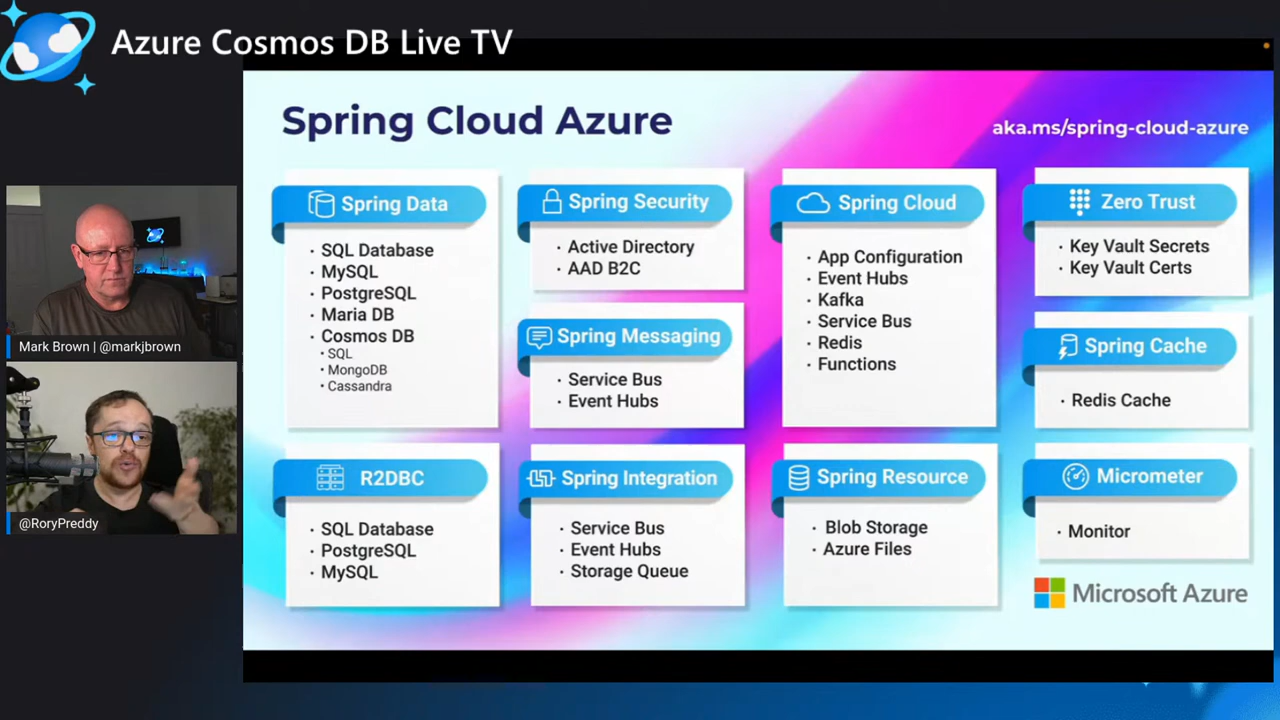 Azure Cosmos DB Live TV
Spring Cloud Azure
aka.ms/spring-cloud-azure
Spring Data
· SQL Database
· MySQL
· PostgreSQL
· Maria DB
· Cosmos DB
• SQL
• MongoDB
• Cassandra
Spring Security
· Active Directory
· AAD B2C
Spring Messaging
· Service Bus
· Event Hubs
Spring Cloud
· App Configuration
· Event Hubs
· Kafka
· Service Bus
· Redis
· Functions
Zero Trust
· Key Vault Secrets
· Key Vault Certs
Spring Cache
· Redis Cache
R2DBC
· SQL Database
· PostgreSQL
· MySQL
Spring Integration
· Service Bus
· Event Hubs
· Storage Queue
Spring Resource
· Blob Storage
· Azure Files
Micrometer
· Monitor
Microsoft Azure
Mark Brown | @markjbrown
@RoryPreddy